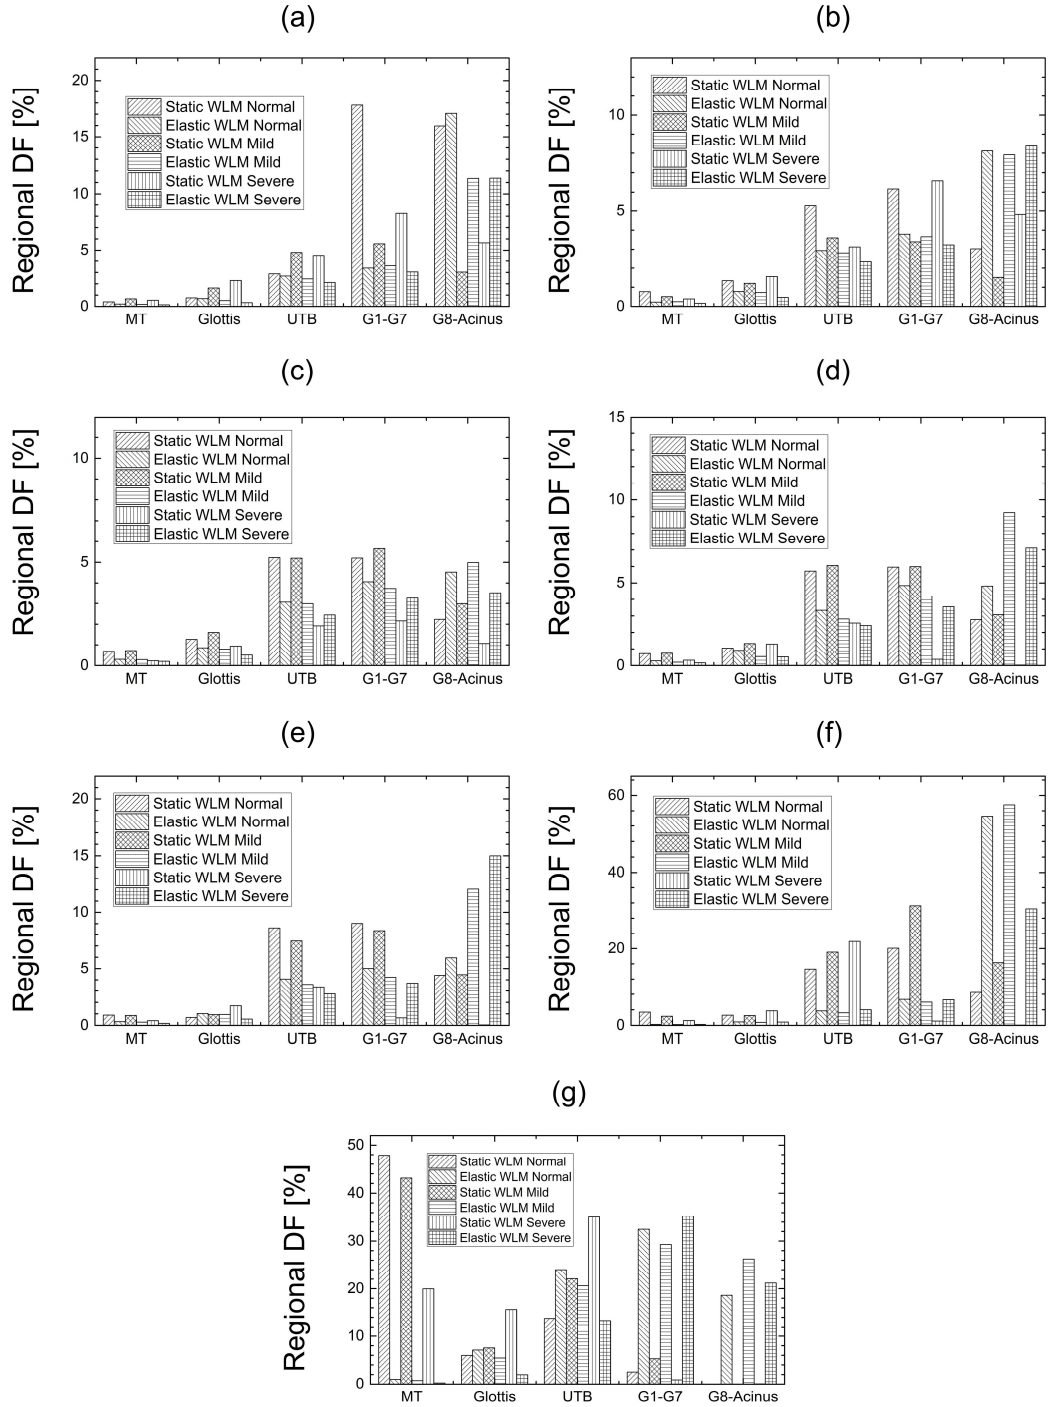 (a)
Regional DF [%]
20
15
10
5
0
Static WLM Normal
Elastic WLM Normal
Static WLM Mild
Elastic WLM Mild
Static WLM Severe
Elastic WLM Severe
MT Glottis UTB G1-G7 G8-Acinus
(b)
Regional DF [%]
10
5
0
Static WLM Normal
Elastic WLM Normal
Static WLM Mild
Elastic WLM Mild
Static WLM Severe
Elastic WLM Severe
MT Glottis UTB G1-G7 G8-Acinus
(c)
Regional DF [%]
10
5
0
Static WLM Normal
Elastic WLM Normal
Static WLM Mild
Elastic WLM Mild
Static WLM Severe
Elastic WLM Severe
MT Glottis UTB G1-G7 G8-Acinus
(d)
Regional DF [%]
15
10
5
0
Static WLM Normal
Elastic WLM Normal
Static WLM Mild
Elastic WLM Mild
Static WLM Severe
Elastic WLM Severe
MT Glottis UTB G1-G7 G8-Acinus
(e)
Regional DF [%]
20
15
10
5
0
Static WLM Normal
Elastic WLM Normal
Static WLM Mild
Elastic WLM Mild
Static WLM Severe
Elastic WLM Severe
MT Glottis UTB G1-G7 G8-Acinus
(f)
Regional DF [%]
60
40
20
0
Static WLM Normal
Elastic WLM Normal
Static WLM Mild
Elastic WLM Mild
Static WLM Severe
Elastic WLM Severe
MT Glottis UTB G1-G7 G8-Acinus
(g)
Regional DF [%]
50
40
30
20
10
0
Static WLM Normal
Elastic WLM Normal
Static WLM Mild
Elastic WLM Mild
Static WLM Severe
Elastic WLM Severe
MT Glottis UTB G1-G7 G8-Acinus